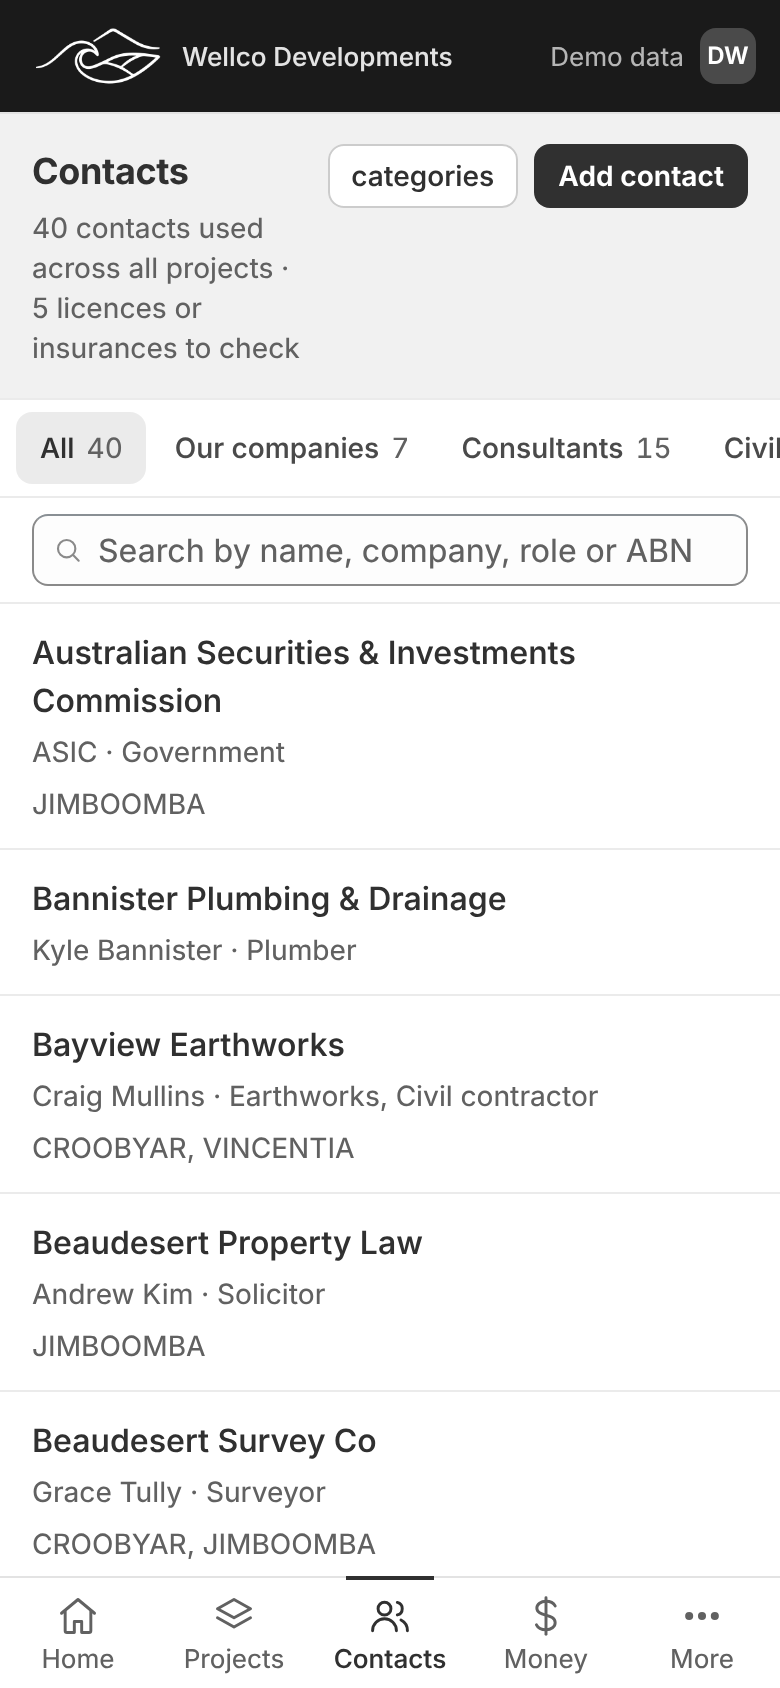 Wellco Developments
Demo data
DW
Contacts
categories
Add contact
40 contacts used
across all projects ·
5 licences or
insurances to check
All 40
Our companies 7
Consultants 15
Civil
Search by name, company, role or ABN
Australian Securities & Investments
Commission
ASIC · Government
JIMBOOMBA
Bannister Plumbing & Drainage
Kyle Bannister · Plumber
Bayview Earthworks
Craig Mullins · Earthworks, Civil contractor
CROOBYAR, VINCENTIA
Beaudesert Property Law
Andrew Kim · Solicitor
JIMBOOMBA
Beaudesert Survey Co
Grace Tully · Surveyor
CROOBYAR, JIMBOOMBA
Home
Projects
Contacts
Money
More